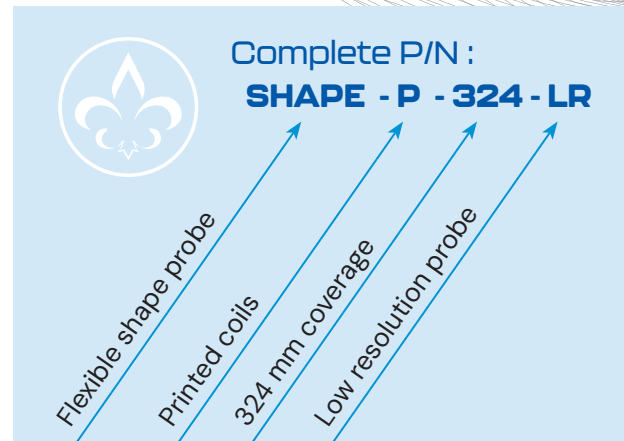 Complete P/N :
SHAPE - P - 324 - LR
Flexible shape probe
Printed coils
324 mm coverage
Low resolution probe